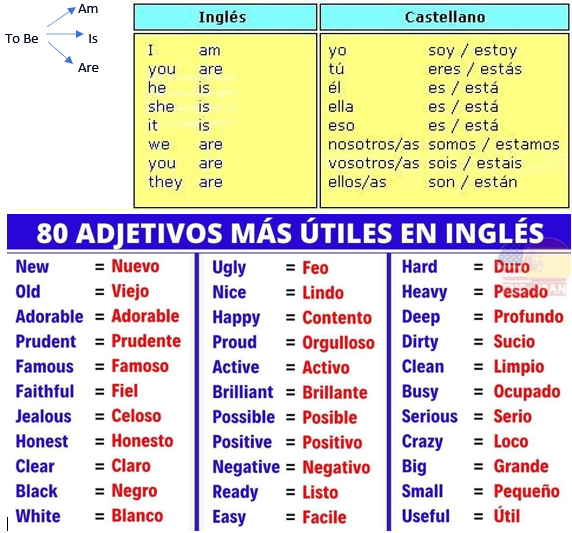 Am
To Be
Is
Are
Inglés Castellano
I am yo soy / estoy
you are tú eres / estás
he is él es / está
she is ella es / está
it is eso es / está
we are nosotros/as somos / estamos
you are vosotros/as sois / estais
they are ellos/as son / están
80 ADJETIVOS MÁS ÚTILES EN INGLÉS
New = Nuevo
Old = Viejo
Adorable = Adorable
Prudent = Prudente
Famous = Famoso
Faithful = Fiel
Jealous = Celoso
Honest = Honesto
Clear = Claro
Black = Negro
White = Blanco
Ugly = Feo
Nice = Lindo
Happy = Contento
Proud = Orgulloso
Active = Activo
Brilliant = Brillante
Possible = Posible
Positive = Positivo
Negative = Negativo
Ready = Listo
Easy = Facile
Hard = Duro
Heavy = Pesado
Deep = Profundo
Dirty = Sucio
Clean = Limpio
Busy = Ocupado
Serious = Serio
Crazy = Loco
Big = Grande
Small = Pequeño
Useful = Útil